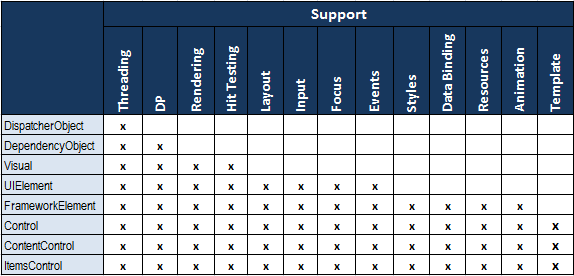 Support
Threading DP Rendering Hit Testing Layout Input Focus Events Styles Data Binding Resources Animation Template
DispatcherObject x
DependencyObject x x
Visual x x x x
UIElement x x x x x x x x
FrameworkElement x x x x x x x x x x x x
Control x x x x x x x x x x x x x
ContentControl x x x x x x x x x x x x x
ItemsControl x x x x x x x x x x x x x